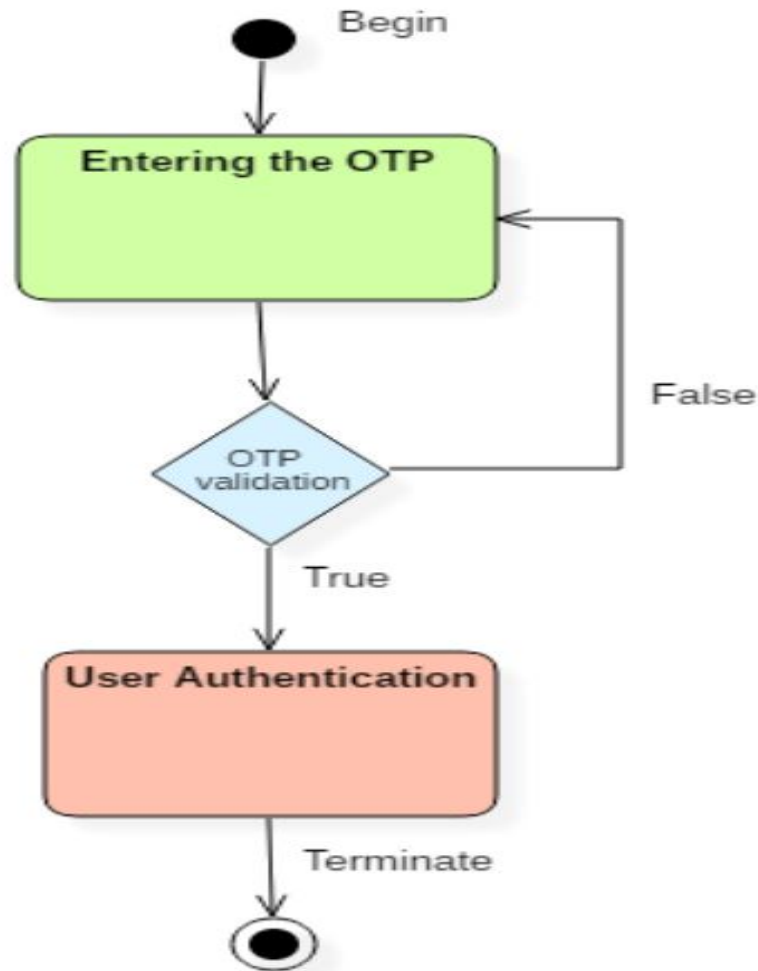 Begin
Entering the OTP
False
OTP
validation
True
User Authentication
Terminate